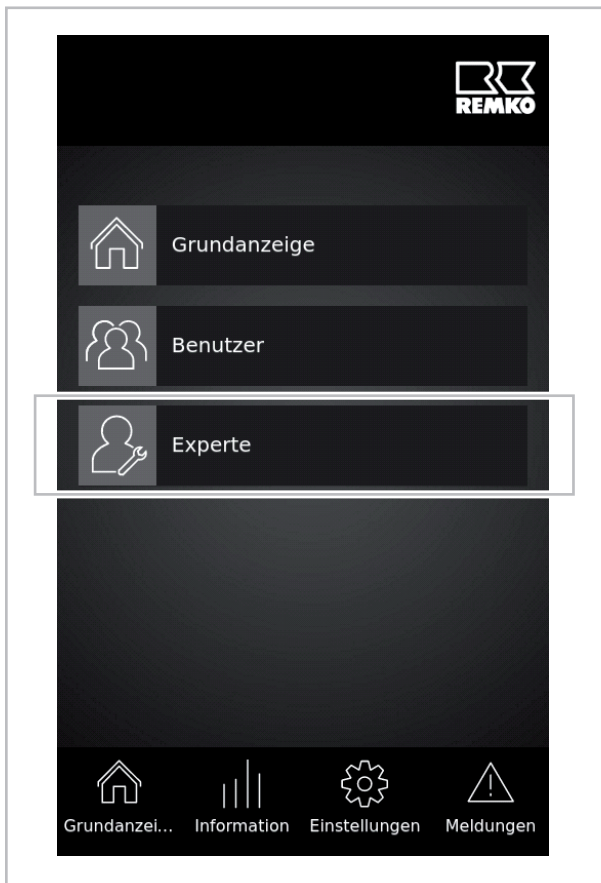 REMKO
Grundanzeige
Benutzer
Experte
Grundanzei... Information Einstellungen Meldungen